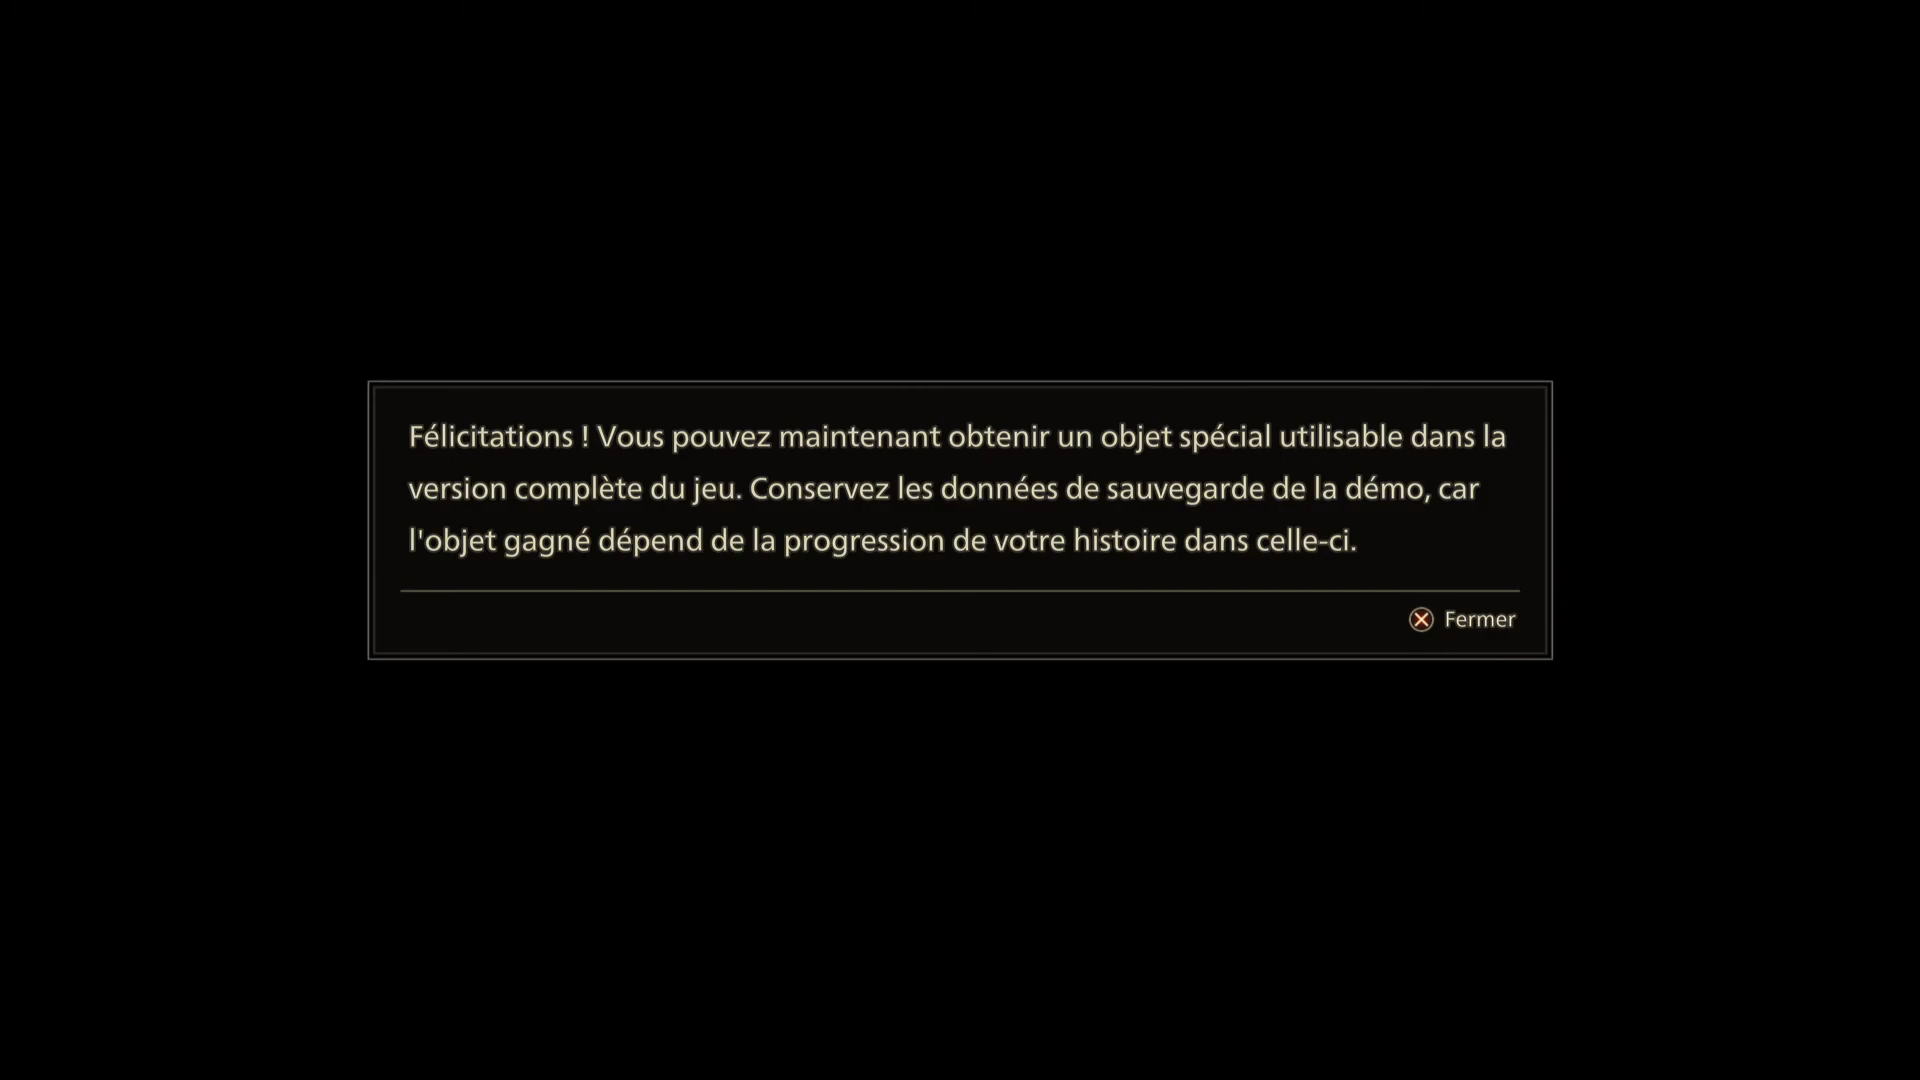 Félicitations ! Vous pouvez maintenant obtenir un objet spécial utilisable dans la
version complète du jeu. Conservez les données de sauvegarde de la démo, car
l'objet gagné dépend de la progression de votre histoire dans celle-ci.
Fermer